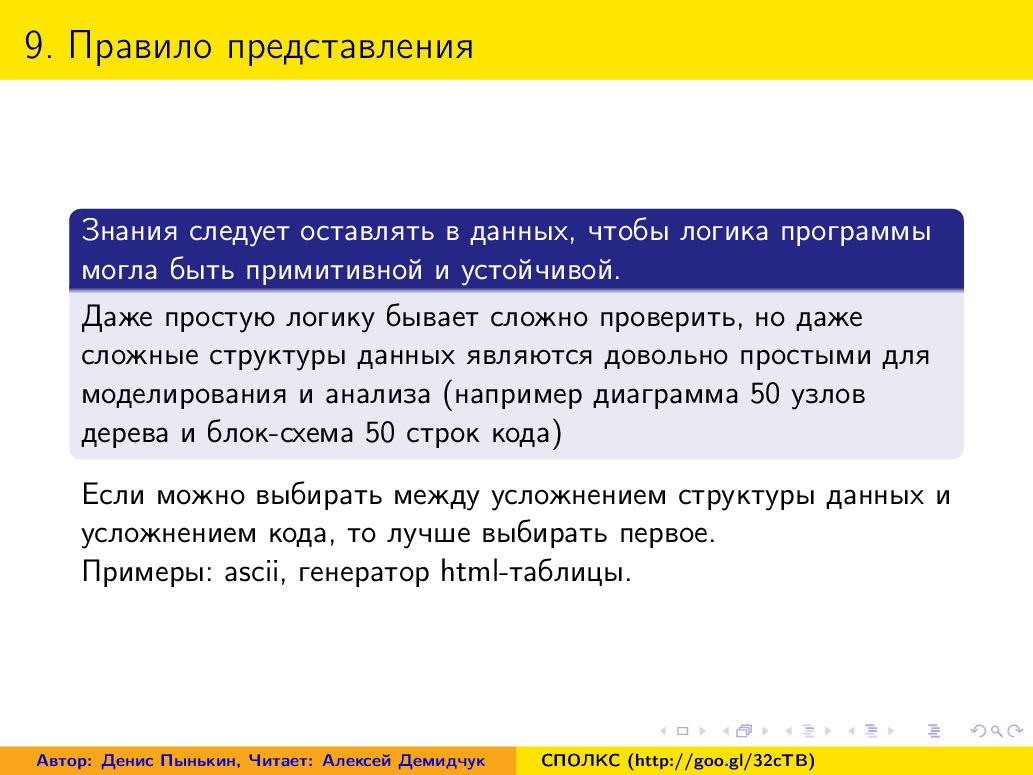 9. Правило представления
Знания следует оставлять в данных, чтобы логика программы
могла быть примитивной и устойчивой.
Даже простую логику бывает сложно проверить, но даже
сложные структуры данных являются довольно простыми для
моделирования и анализа (например диаграмма 50 узлов
дерева и блок-схема 50 строк кода)
Если можно выбирать между усложнением структуры данных и
усложнением кода, то лучше выбирать первое.
Примеры: ascii, генератор html-таблицы.
Автор: Денис Пынькин, Читает: Алексей Демидчук
СПОЛКС (http://goo.gl/32cTB)